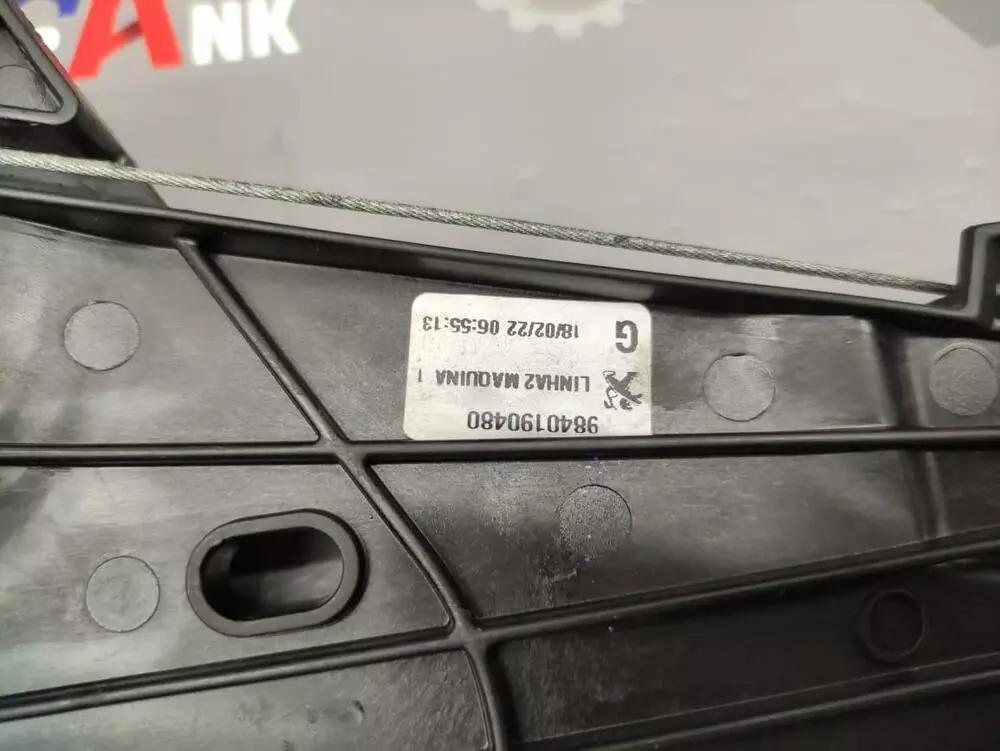 ANK
9840190480
LINHA2 MAQUINA 1
18/02/22 06:55:13
G